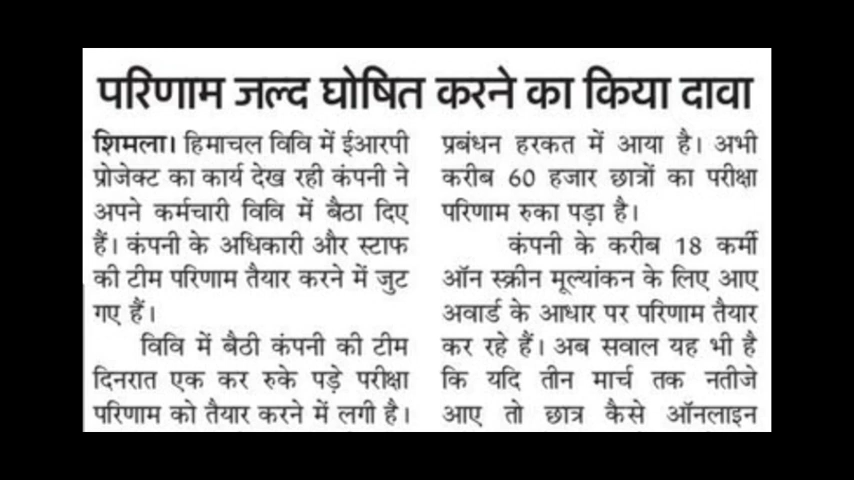 परिणाम जल्द घोषित करने का किया दावा
शिमला। हिमाचल विवि में ईआरपी
प्रोजेक्ट का कार्य देख रही कंपनी ने
अपने कर्मचारी विवि में बैठा दिए
हैं। कंपनी के अधिकारी और स्टाफ
की टीम परिणाम तैयार करने में जुट
गए हैं।
विवि में बैठी कंपनी की टीम
दिनरात एक कर रुके पड़े परीक्षा
परिणाम को तैयार करने में लगी है।
प्रबंधन हरकत में आया है। अभी
करीब 60 हजार छात्रों का परीक्षा
परिणाम रुका पड़ा है।
कंपनी के करीब 18 कर्मी
ऑन स्क्रीन मूल्यांकन के लिए आए
अवार्ड के आधार पर परिणाम तैयार
कर रहे हैं। अब सवाल यह भी है
कि यदि तीन मार्च तक नतीजे
आए तो छात्र कैसे ऑनलाइन